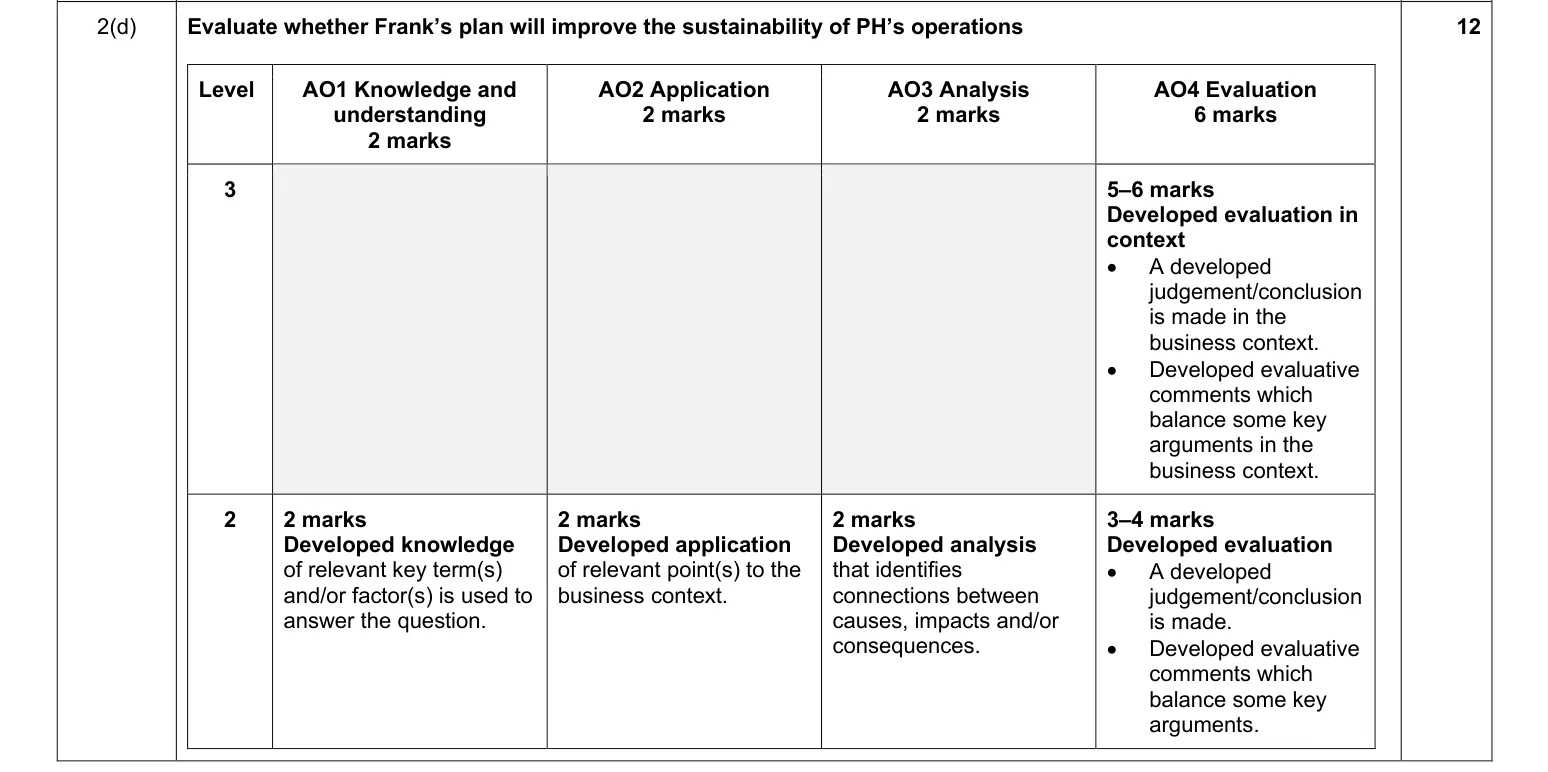 2(d) Evaluate whether Frank’s plan will improve the sustainability of PH’s operations 12
Level
AO1 Knowledge and
understanding
2 marks
AO2 Application
2 marks
AO3 Analysis
2 marks
AO4 Evaluation
6 marks
3
5–6 marks
Developed evaluation in
context
• A developed
judgement/conclusion
is made in the
business context.
• Developed evaluative
comments which
balance some key
arguments in the
business context.
2
2 marks
Developed knowledge
of relevant key term(s)
and/or factor(s) is used to
answer the question.
2 marks
Developed application
of relevant point(s) to the
business context.
2 marks
Developed analysis
that identifies
connections between
causes, impacts and/or
consequences.
3–4 marks
Developed evaluation
• A developed
judgement/conclusion
is made.
• Developed evaluative
comments which
balance some key
arguments.